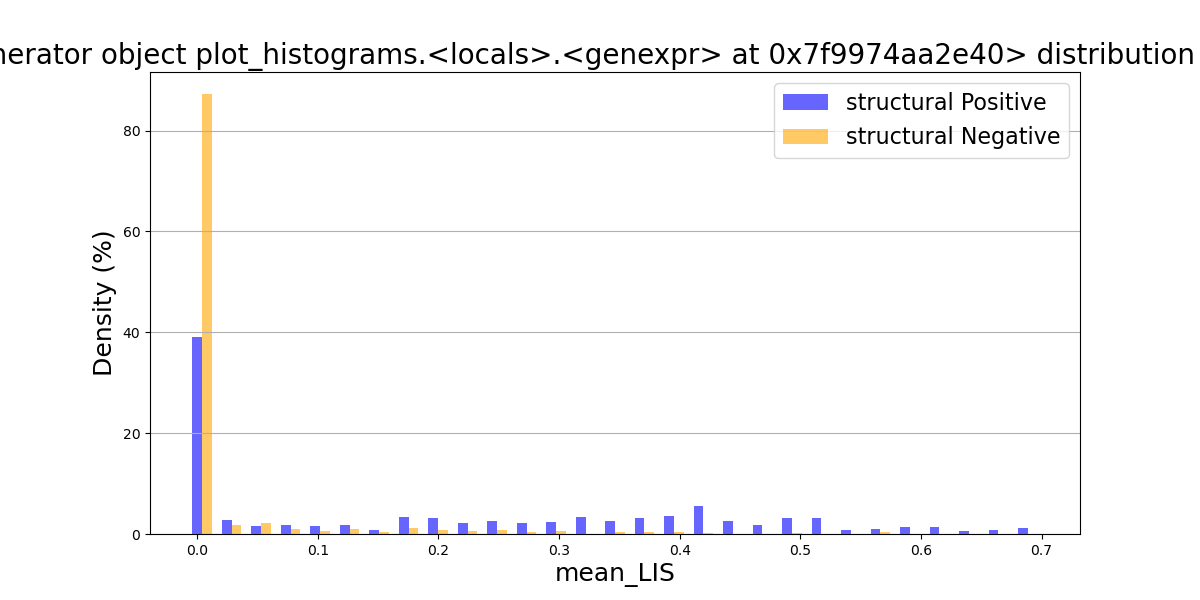 nerator object plot_histograms.<locals>.<genexpr> at 0x7f9974aa2e40> distribution
structural Positive
structural Negative
Density (%)
80
60
40
20
0
0.0 0.1 0.2 0.3 0.4 0.5 0.6 0.7
mean_LIS